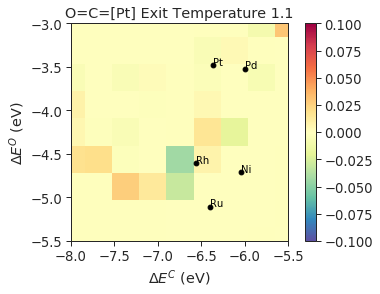 O=C=[Pt] Exit Temperature 1.1
−3.0
−3.5
−4.0
−4.5
−5.0
−5.5
ΔE^O (eV)
−8.0 −7.5 −7.0 −6.5 −6.0 −5.5
ΔE^C (eV)
Pt
Pd
Rh
Ni
Ru
0.100
0.075
0.050
0.025
0.000
−0.025
−0.050
−0.075
−0.100